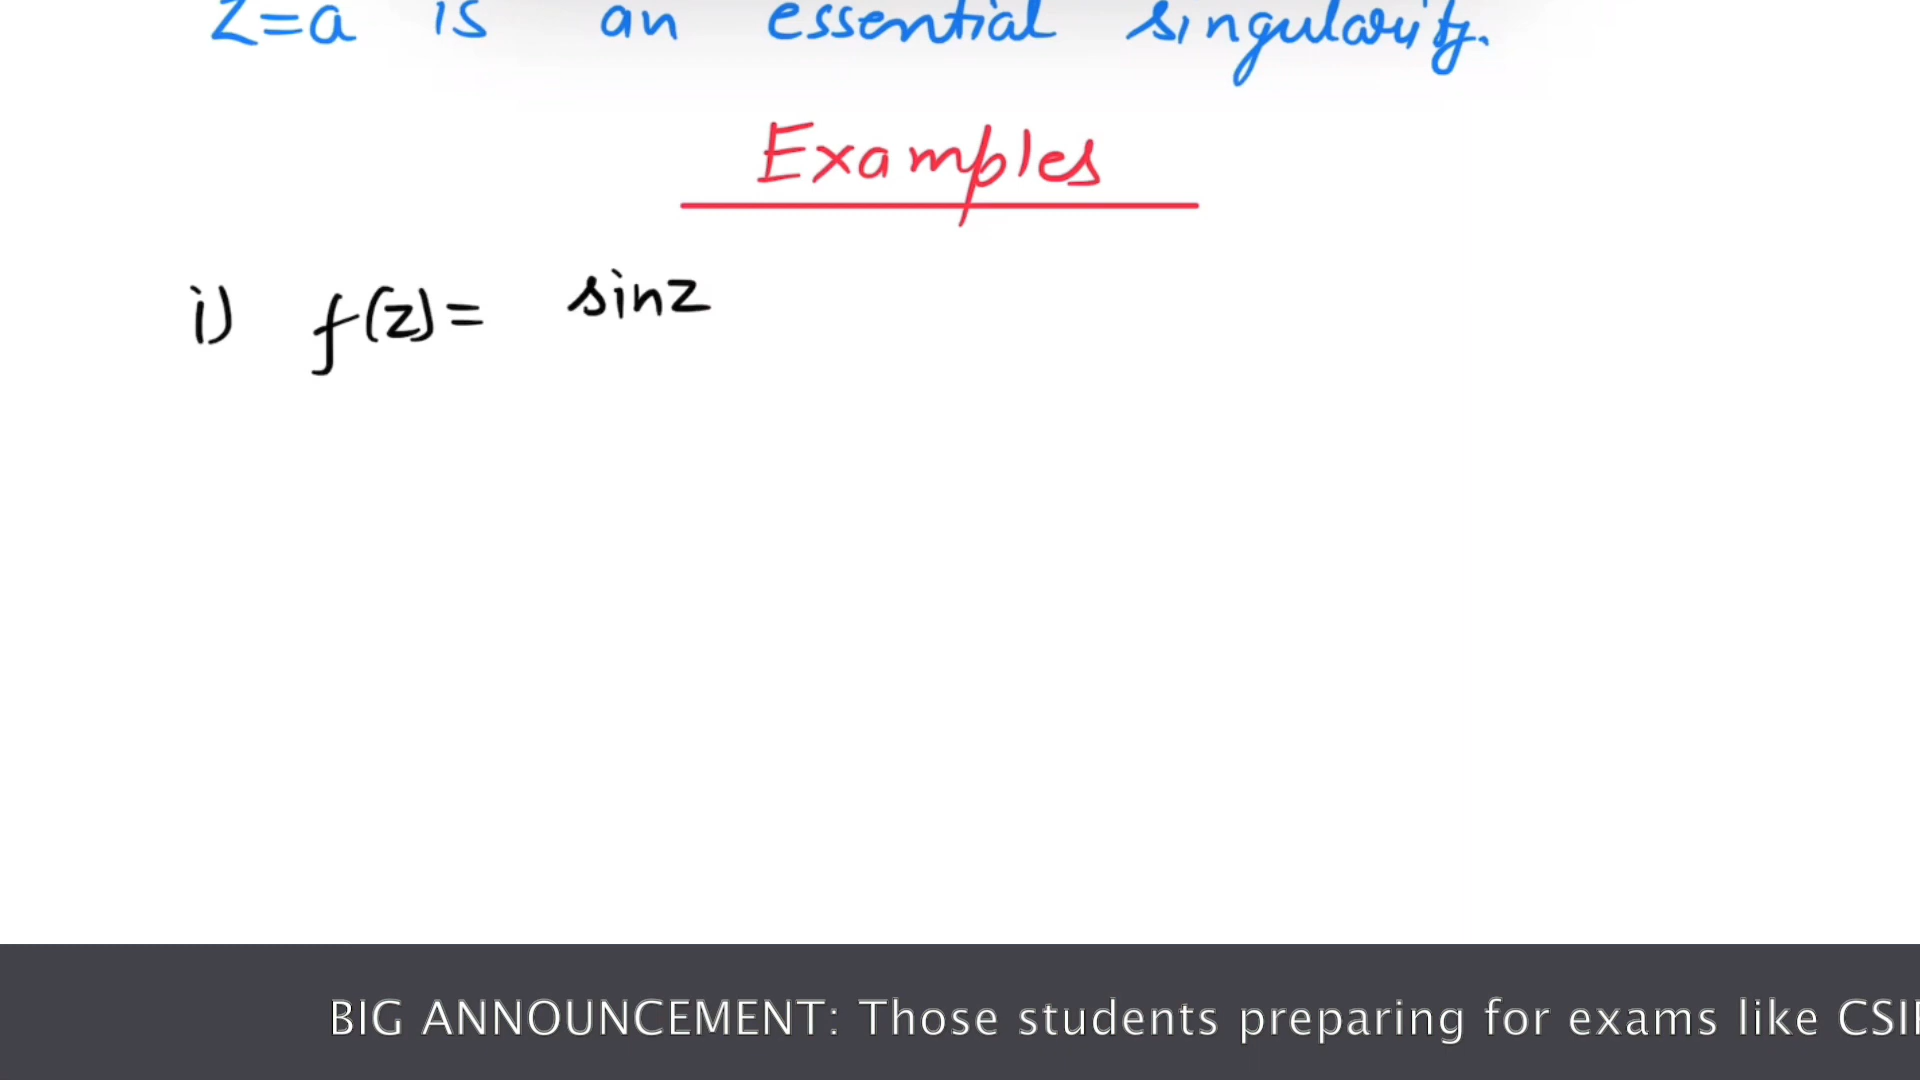 z=a is an essential singularity.
Examples
i) f(z)= sinz
BIG ANNOUNCEMENT: Those students preparing for exams like CSI